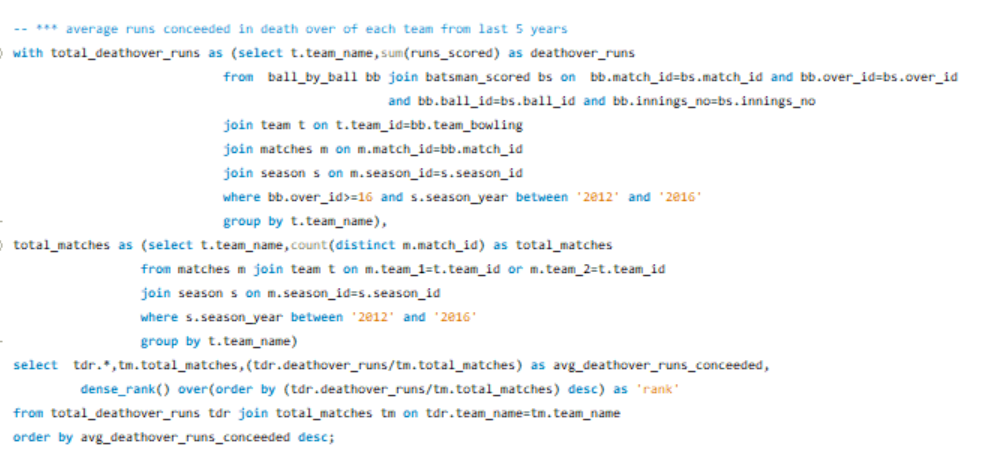 -- *** average runs conceeded in death over of each team from last 5 years
with total_deathover_runs as (select t.team_name,sum(runs_scored) as deathover_runs
from ball_by_ball bb join batsman_scored bs on bb.match_id=bs.match_id and bb.over_id=bs.over_id
and bb.ball_id=bs.ball_id and bb.innings_no=bs.innings_no
join team t on t.team_id=bb.team_bowling
join matches m on m.match_id=bb.match_id
join season s on m.season_id=s.season_id
where bb.over_id>=16 and s.season_year between '2012' and '2016'
group by t.team_name),
total_matches as (select t.team_name,count(distinct m.match_id) as total_matches
from matches m join team t on m.team_1=t.team_id or m.team_2=t.team_id
join season s on m.season_id=s.season_id
where s.season_year between '2012' and '2016'
group by t.team_name)
select tdr.*,tm.total_matches,(tdr.deathover_runs/tm.total_matches) as avg_deathover_runs_conceeded,
dense_rank() over(order by (tdr.deathover_runs/tm.total_matches) desc) as 'rank'
from total_deathover_runs tdr join total_matches tm on tdr.team_name=tm.team_name
order by avg_deathover_runs_conceeded desc;